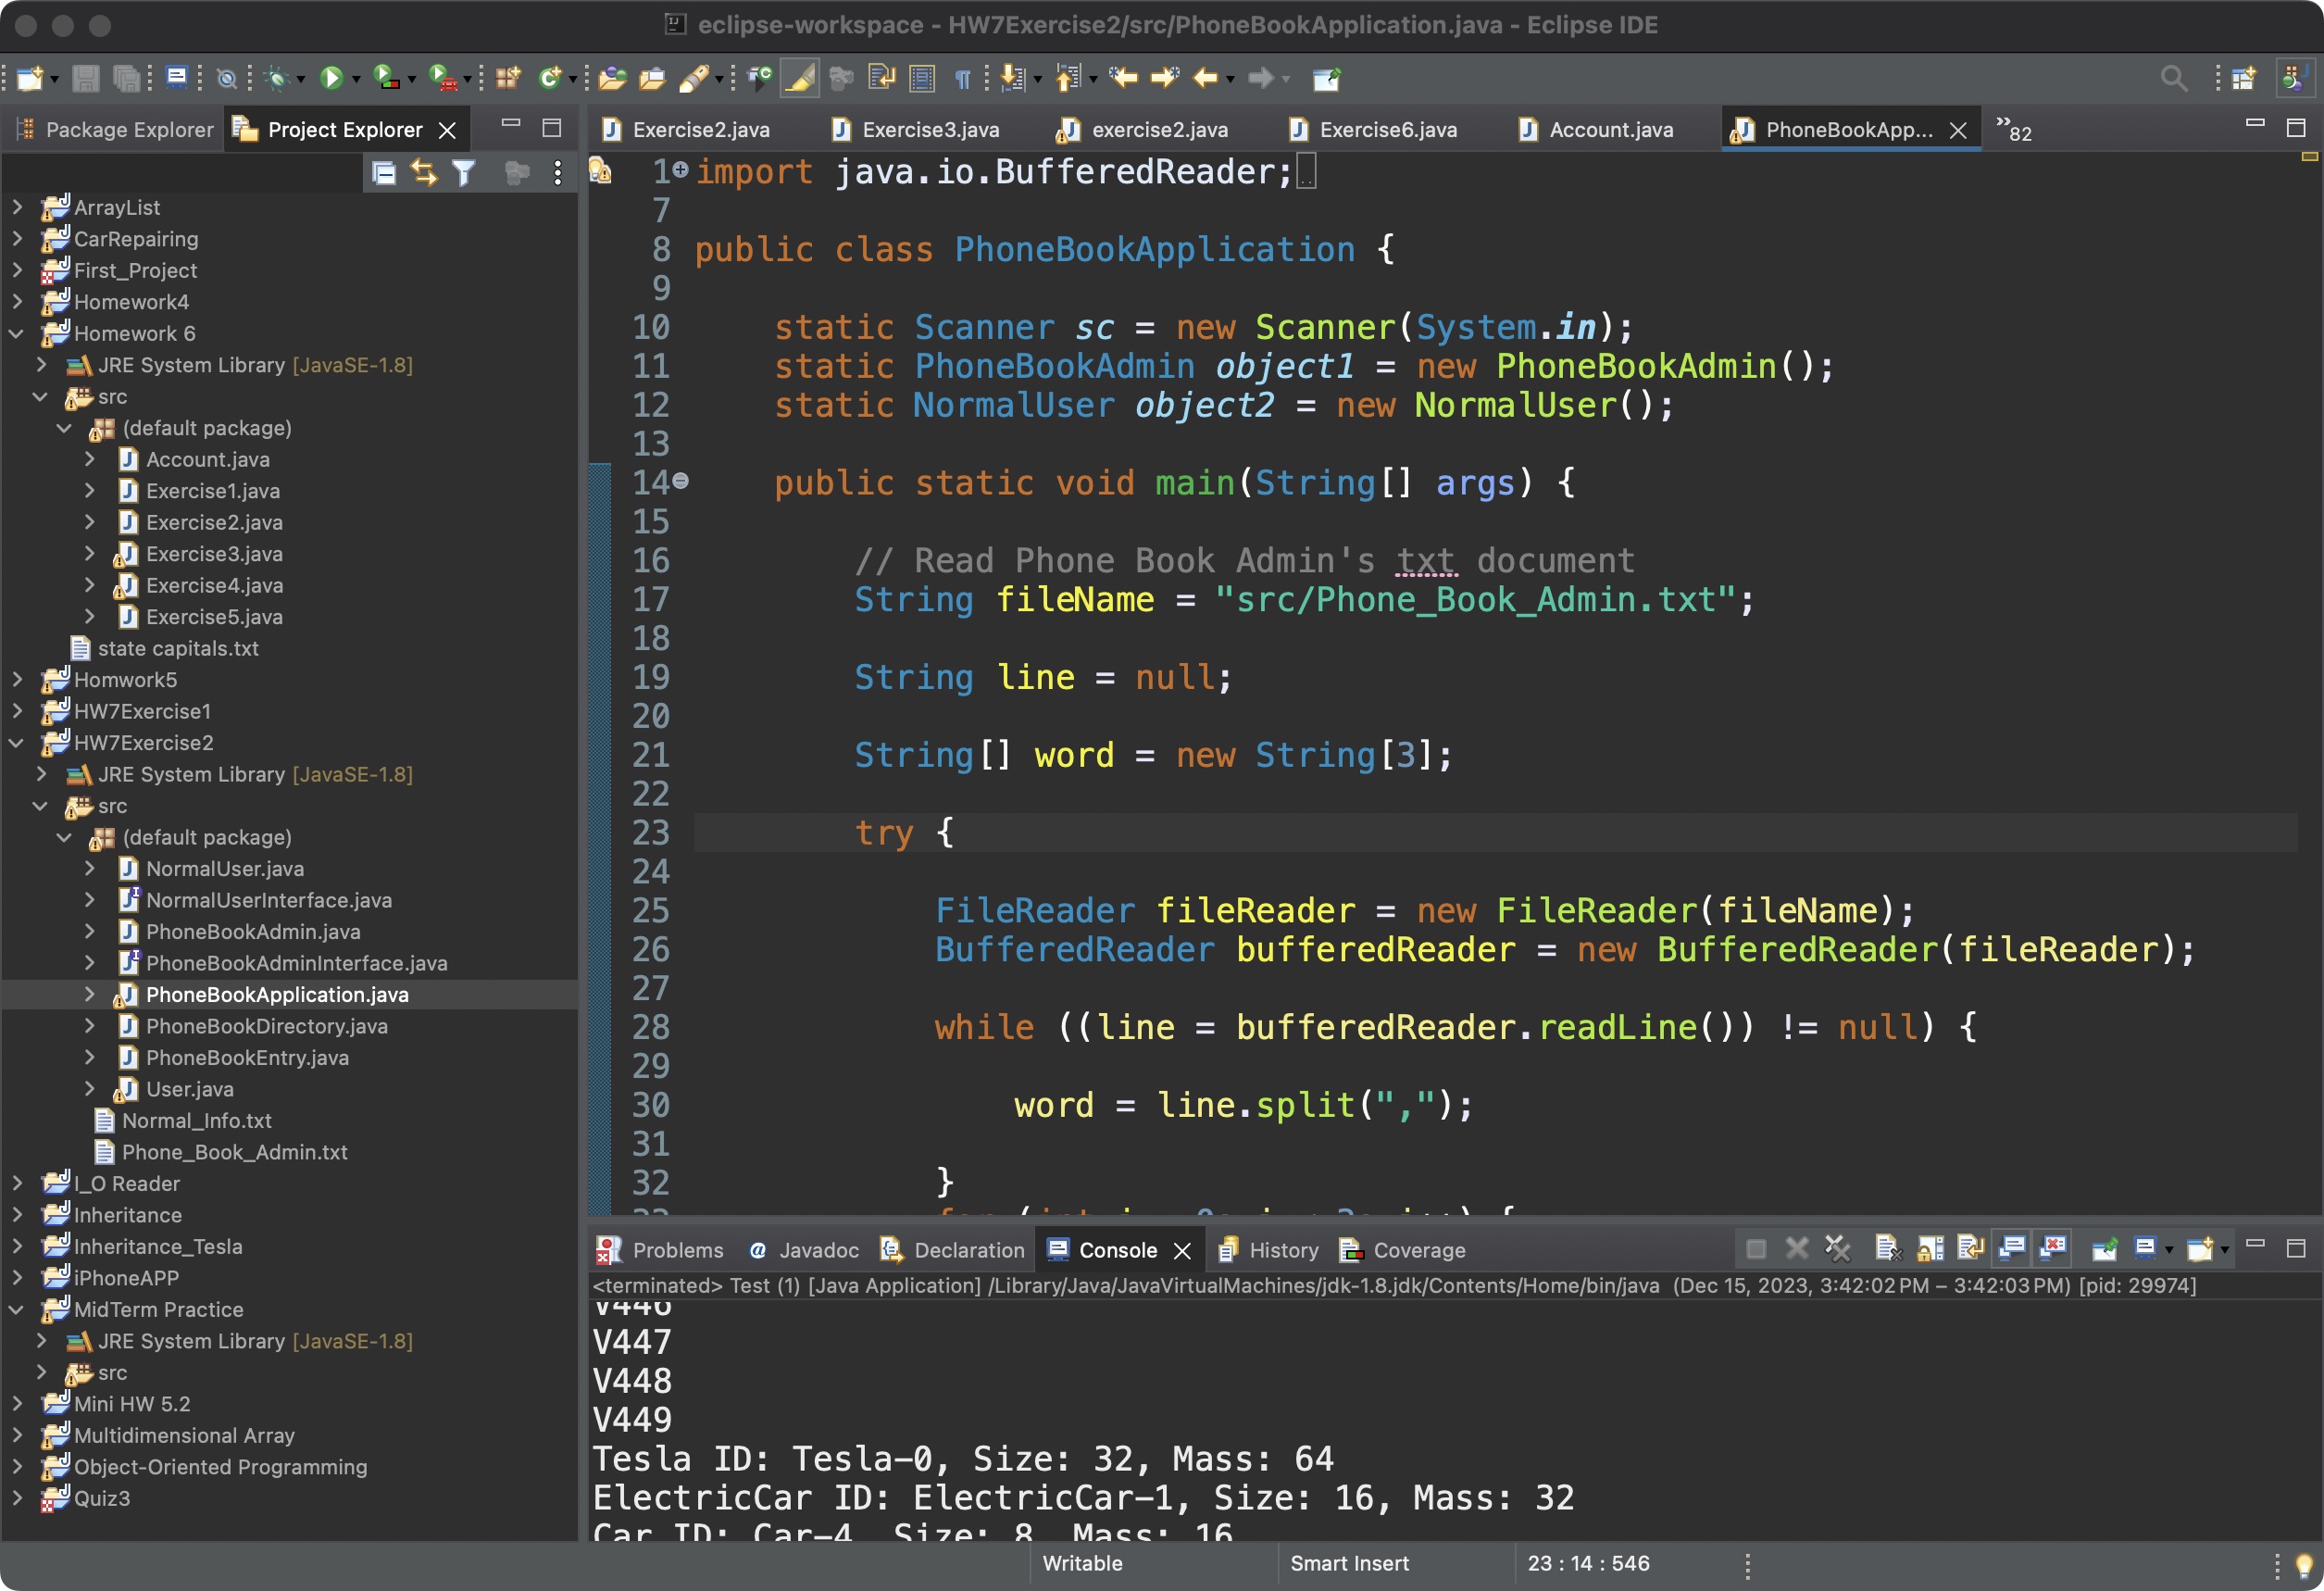 eclipse-workspace - HW7Exercise2/src/PhoneBookApplication.java - Eclipse IDE
Package Explorer
Project Explorer
ArrayList
CarRepairing
First_Project
Homework4
Homework 6
JRE System Library [JavaSE-1.8]
src
(default package)
Account.java
Exercise1.java
Exercise2.java
Exercise3.java
Exercise4.java
Exercise5.java
state capitals.txt
Homwork5
HW7Exercise1
HW7Exercise2
JRE System Library [JavaSE-1.8]
src
(default package)
NormalUser.java
NormalUserInterface.java
PhoneBookAdmin.java
PhoneBookAdminInterface.java
PhoneBookApplication.java
PhoneBookDirectory.java
PhoneBookEntry.java
User.java
Normal_Info.txt
Phone_Book_Admin.txt
I_O Reader
Inheritance
Inheritance_Tesla
iPhoneAPP
MidTerm Practice
JRE System Library [JavaSE-1.8]
src
Mini HW 5.2
Multidimensional Array
Object-Oriented Programming
Quiz3
Exercise2.java Exercise3.java exercise2.java Exercise6.java Account.java PhoneBookApp... »82
1 import java.io.BufferedReader;
7
8 public class PhoneBookApplication {
9
10 static Scanner sc = new Scanner(System.in);
11 static PhoneBookAdmin object1 = new PhoneBookAdmin();
12 static NormalUser object2 = new NormalUser();
13
14 public static void main(String[] args) {
15
16 // Read Phone Book Admin's txt document
17 String fileName = "src/Phone_Book_Admin.txt";
18
19 String line = null;
20
21 String[] word = new String[3];
22
23 try {
24
25 FileReader fileReader = new FileReader(fileName);
26 BufferedReader bufferedReader = new BufferedReader(fileReader);
27
28 while ((line = bufferedReader.readLine()) != null) {
29
30 word = line.split(",");
31
32 }
Problems Javadoc Declaration Console History Coverage
<terminated> Test (1) [Java Application] /Library/Java/JavaVirtualMachines/jdk-1.8.jdk/Contents/Home/bin/java (Dec 15, 2023, 3:42:02 PM – 3:42:03 PM) [pid: 29974]
V446
V447
V448
V449
Tesla ID: Tesla-0, Size: 32, Mass: 64
ElectricCar ID: ElectricCar-1, Size: 16, Mass: 32
Car ID: Car-4, Size: 8, Mass: 16
Writable
Smart Insert
23 : 14 : 546